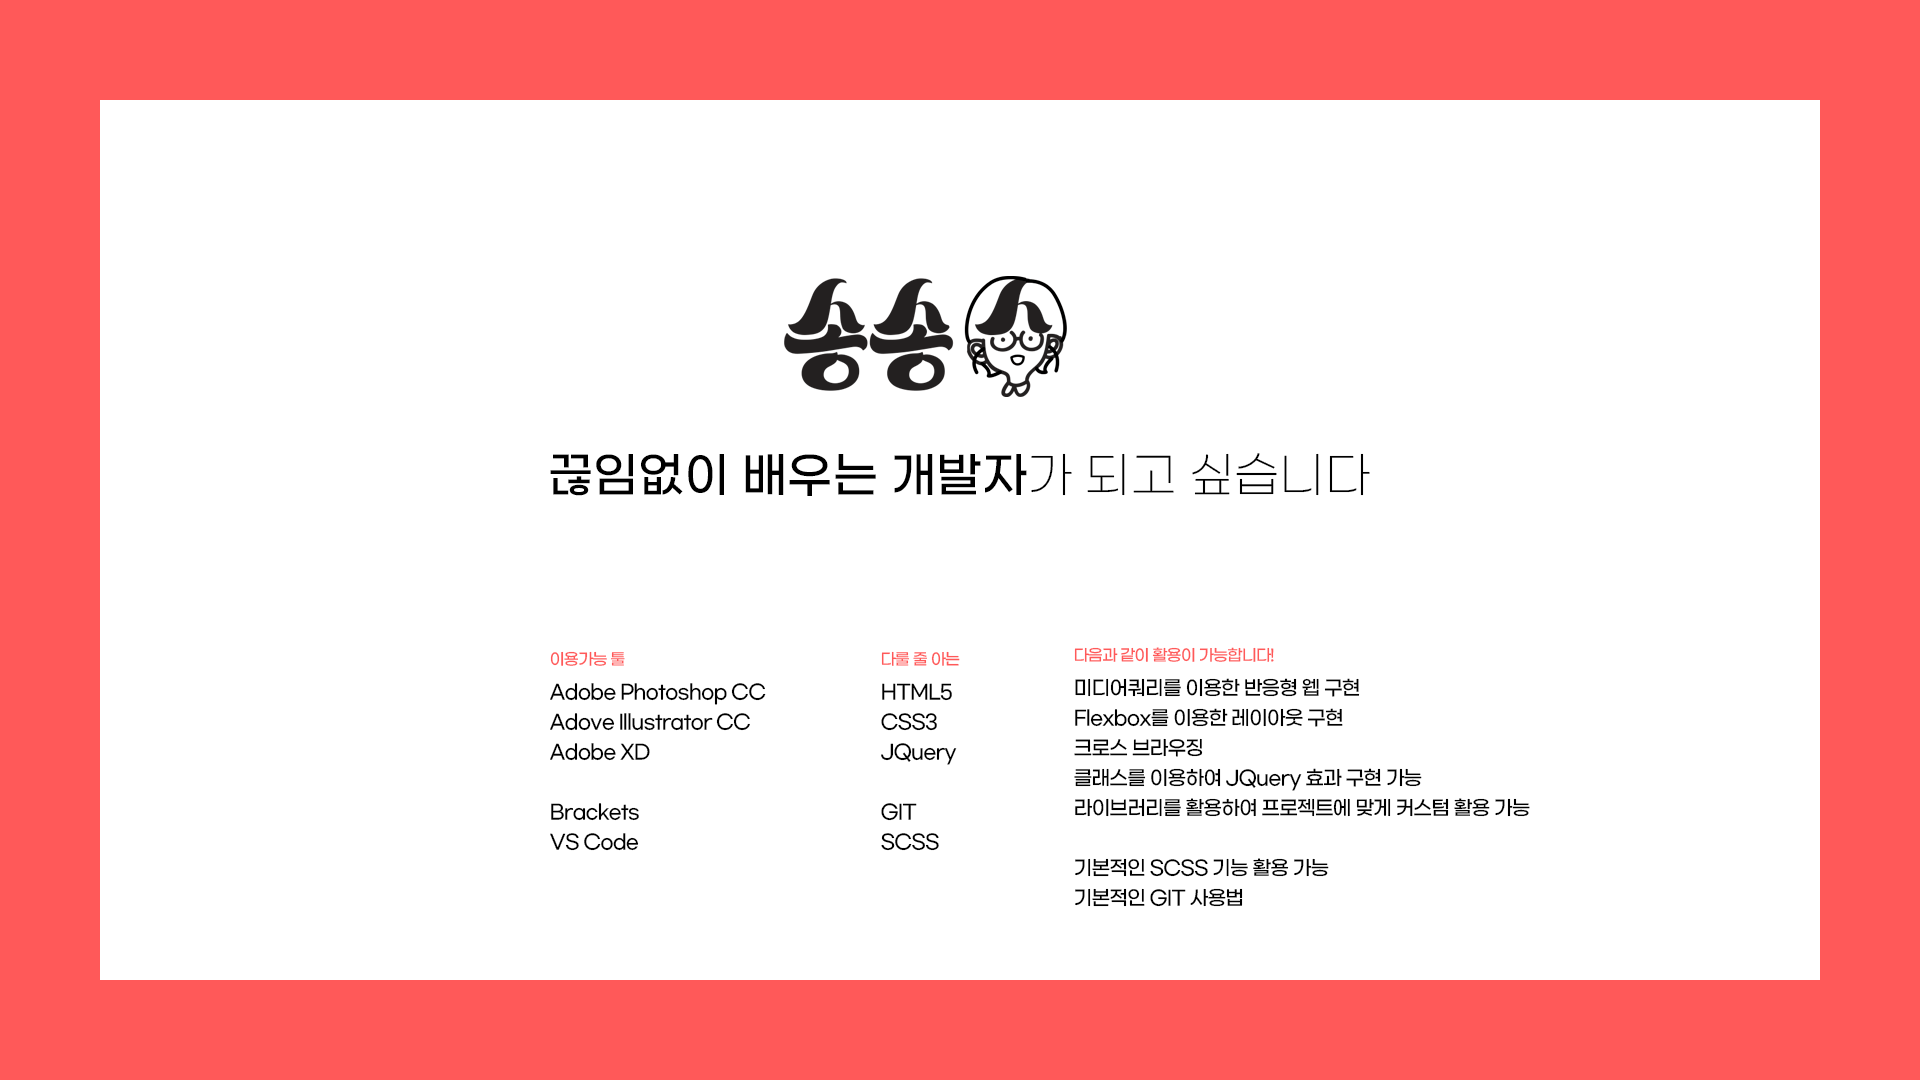 송송
끊임없이 배우는 개발자가 되고 싶습니다
이용가능 툴
Adobe Photoshop CC
Adove Illustrator CC
Adobe XD
Brackets
VS Code
다룰 줄 아는
HTML5
CSS3
JQuery
GIT
SCSS
다음과 같이 활용이 가능합니다!
미디어쿼리를 이용한 반응형 웹 구현
Flexbox를 이용한 레이아웃 구현
크로스 브라우징
클래스를 이용하여 JQuery 효과 구현 가능
라이브러리를 활용하여 프로젝트에 맞게 커스텀 활용 가능
기본적인 SCSS 기능 활용 가능
기본적인 GIT 사용법